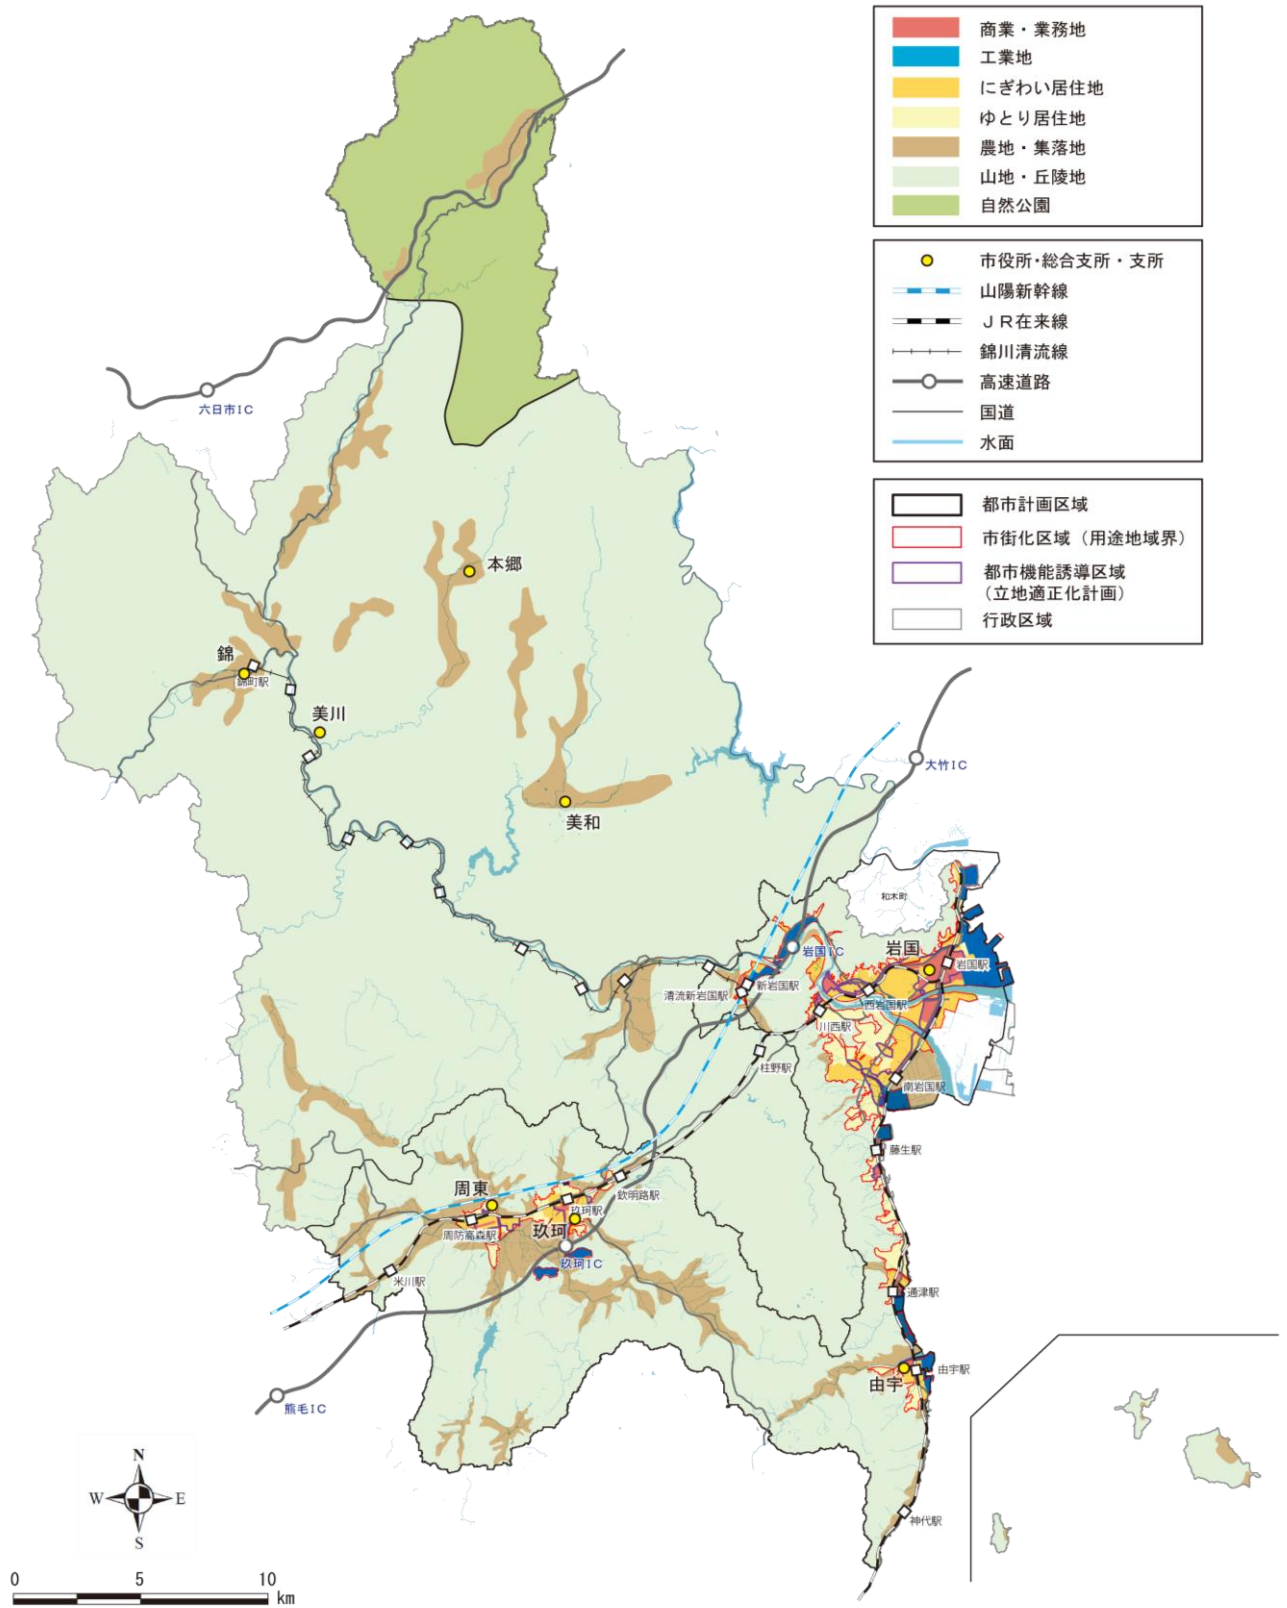 商業・業務地
工業地
にぎわい居住地
ゆとり居住地
農地・集落地
山地・丘陵地
自然公園
市役所・総合支所・支所
山陽新幹線
ＪＲ在来線
錦川清流線
高速道路
国道
水面
都市計画区域
市街化区域（用途地域界）
都市機能誘導区域
（立地適正化計画）
行政区域
六日市IC
本郷
錦
錦町駅
美川
美和
大竹IC
和木町
岩国
岩国IC
岩国駅
清流新岩国駅
新岩国駅
西岩国駅
川西駅
柱野駅
南岩国駅
藤生駅
周東
欽明路駅
玖珂駅
玖珂
周防高森駅
玖珂IC
米川駅
通津駅
由宇駅
由宇
熊毛IC
神代駅
N
W
E
S
0
5
10
km